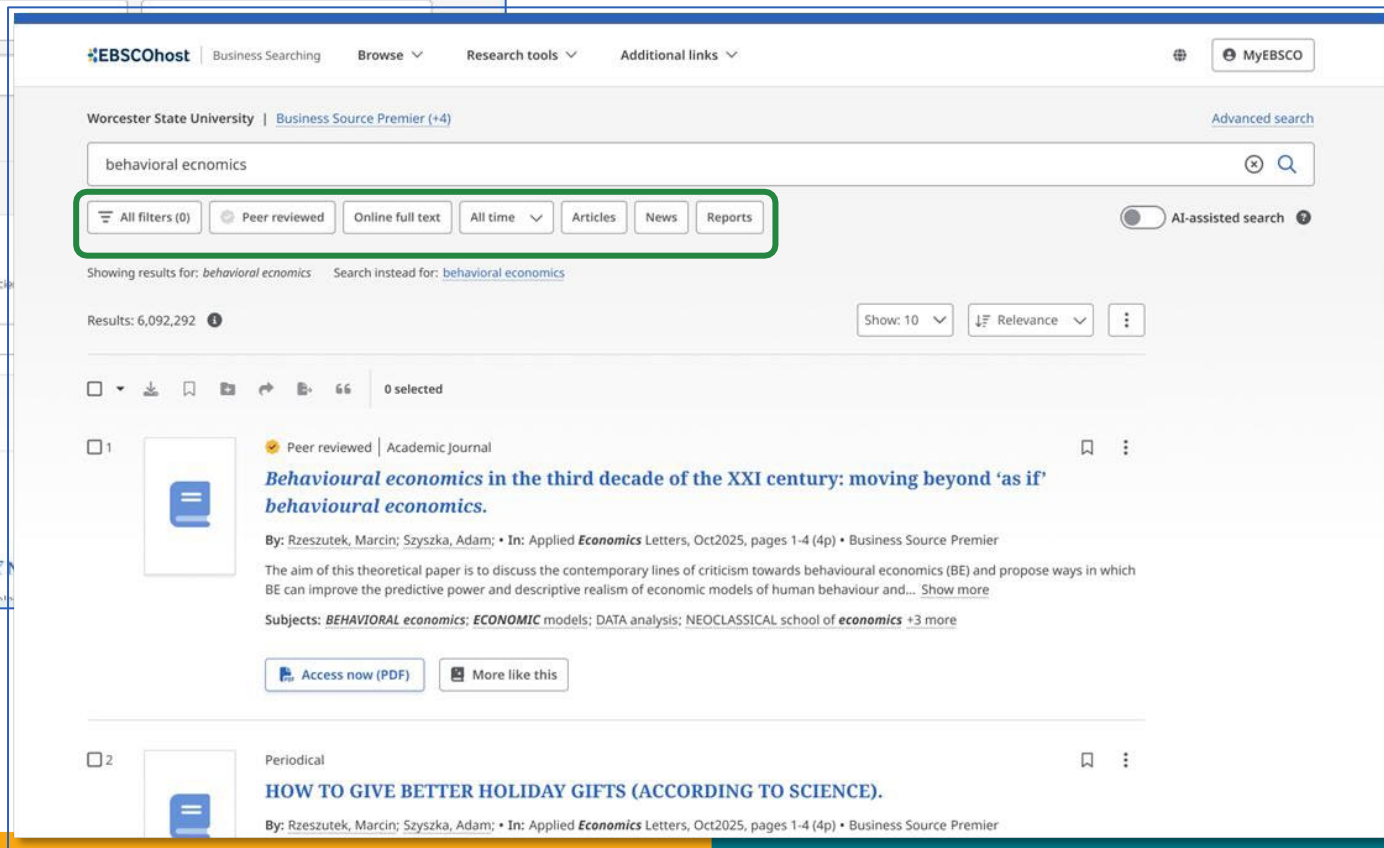 EBSCOhost | Business Searching Browse Research tools Additional links MyEBSCO
Worcester State University | Business Source Premier (+4) Advanced search
behavioral ecnomics
All filters (0) Peer reviewed Online full text All time Articles News Reports AI-assisted search ?
Showing results for: behavioral ecnomics Search instead for: behavioral economics
Results: 6,092,292 Show: 10 Relevance
0 selected
1 Peer reviewed | Academic Journal
Behavioural economics in the third decade of the XXI century: moving beyond ‘as if’
behavioural economics.
By: Rzeszutek, Marcin; Szyszka, Adam; • In: Applied Economics Letters, Oct2025, pages 1-4 (4p) • Business Source Premier
The aim of this theoretical paper is to discuss the contemporary lines of criticism towards behavioural economics (BE) and propose ways in which
BE can improve the predictive power and descriptive realism of economic models of human behaviour and... Show more
Subjects: BEHAVIORAL economics; ECONOMIC models; DATA analysis; NEOCLASSICAL school of economics +3 more
Access now (PDF) More like this
2 Periodical
HOW TO GIVE BETTER HOLIDAY GIFTS (ACCORDING TO SCIENCE).
By: Rzeszutek, Marcin; Szyszka, Adam; • In: Applied Economics Letters, Oct2025, pages 1-4 (4p) • Business Source Premier